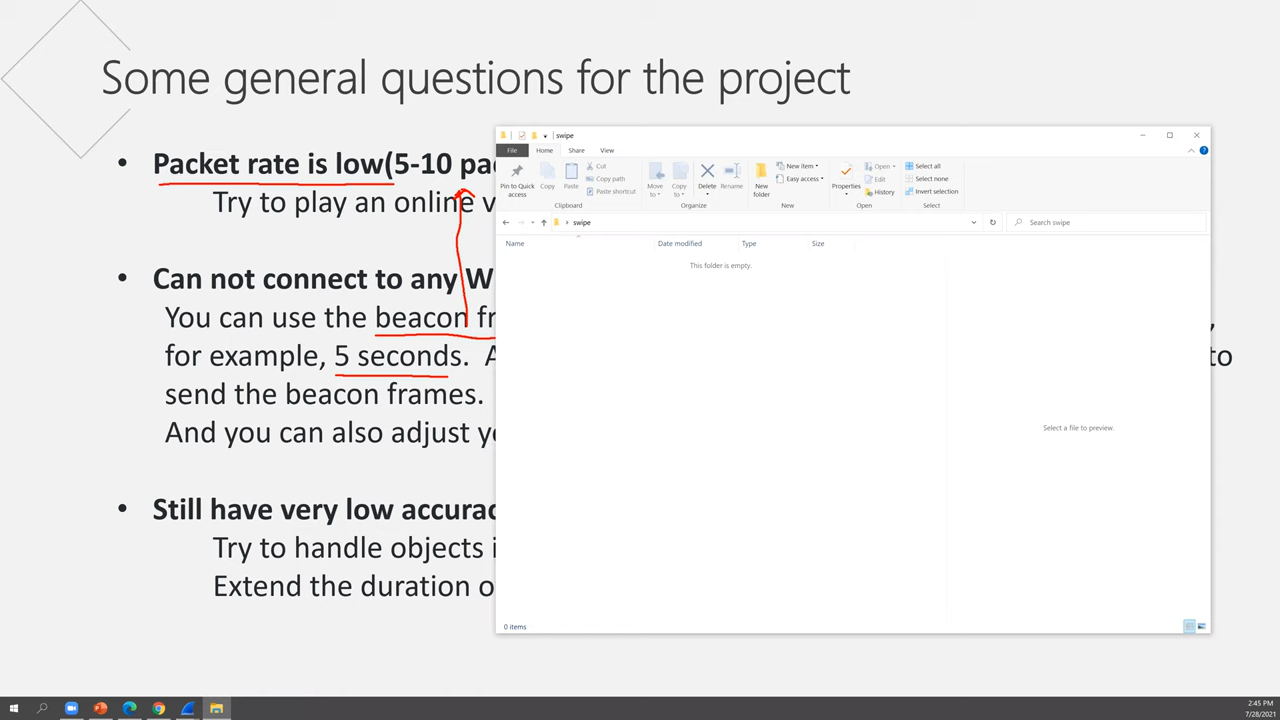 Some general questions for the project
• Packet rate is low(5-10
Try to play an online
• Can not connect to any
You can use the beacon
for example, 5 seconds.
to
send the beacon frames.
And you can also adjust
• Still have very low
Try to handle objects
Extend the duration
swipe
File Home Share View
Pin to Quick access
Copy
Paste
Cut
Copy path
Paste shortcut
Clipboard
Move to
Copy to
Delete
Rename
Organize
New folder
New item
Easy access
New
Properties
Open
Edit
History
Open
Select all
Select none
Invert selection
Select
swipe
Search swipe
Name Date modified Type Size
This folder is empty.
Select a file to preview.
0 items
2:45 PM
7/28/2021